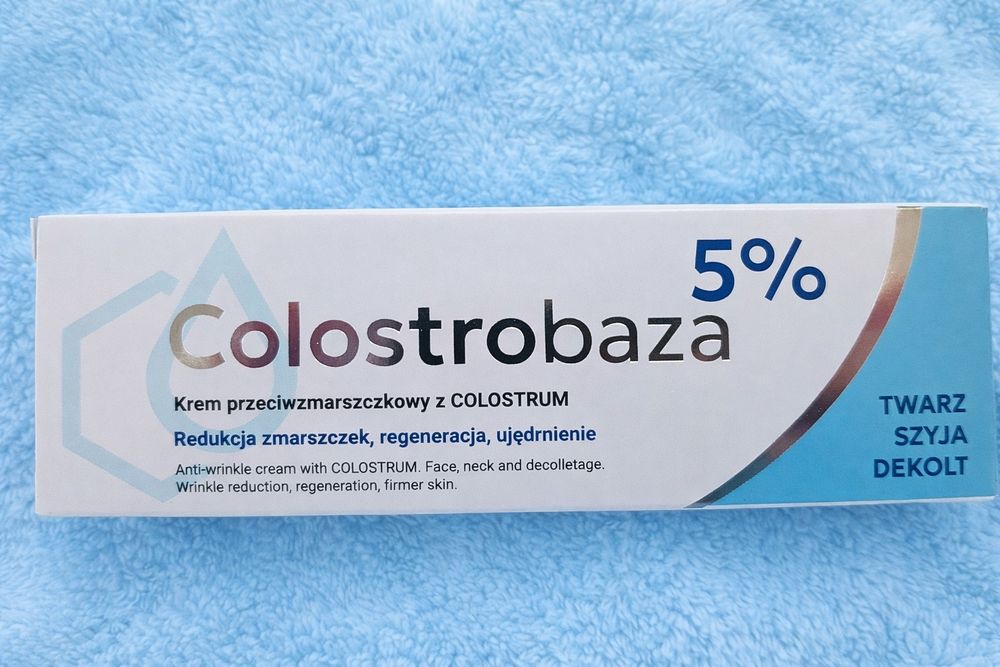 5%
Colostrobaza
Krem przeciwzmarszczkowy z COLOSTRUM
Redukcja zmarszczek, regeneracja, ujędrnienie
Anti-wrinkle cream with COLOSTRUM. Face, neck and decolletage.
Wrinkle reduction, regeneration, firmer skin.
TWARZ
SZYJA
DEKOLT